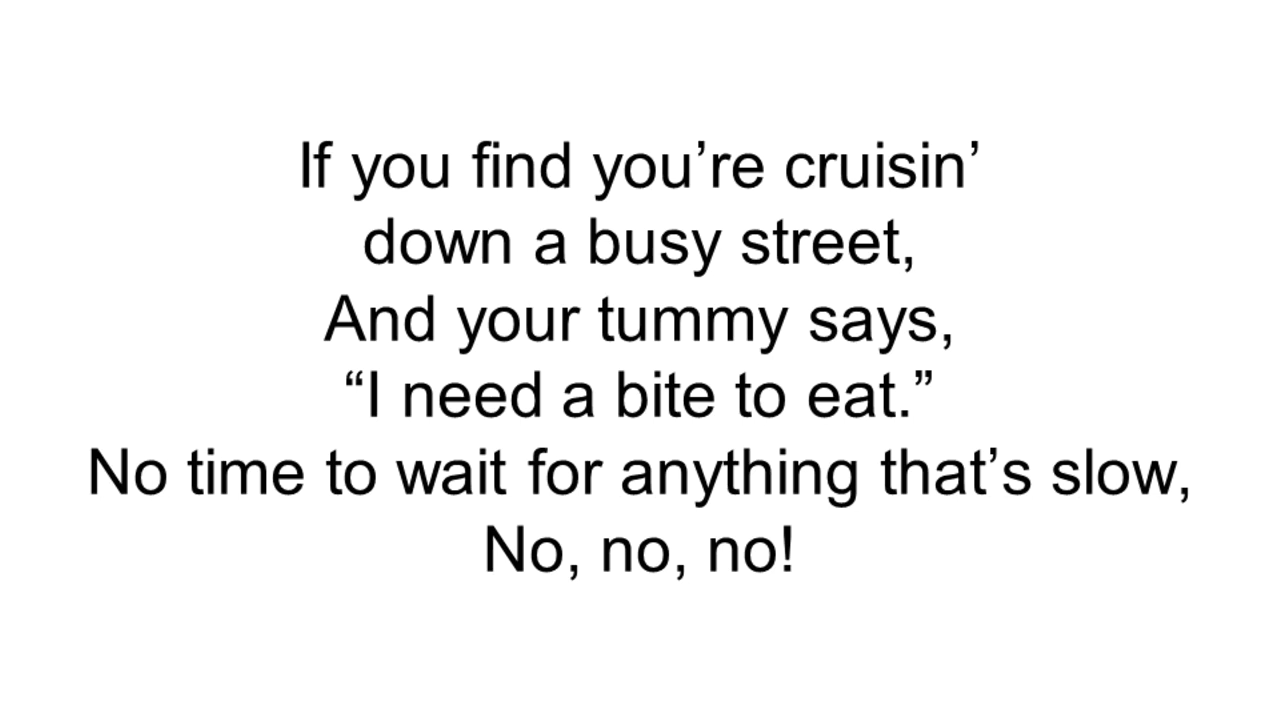 If you find you’re cruisin’
down a busy street,
And your tummy says,
“I need a bite to eat.”
No time to wait for anything that’s slow,
No, no, no!